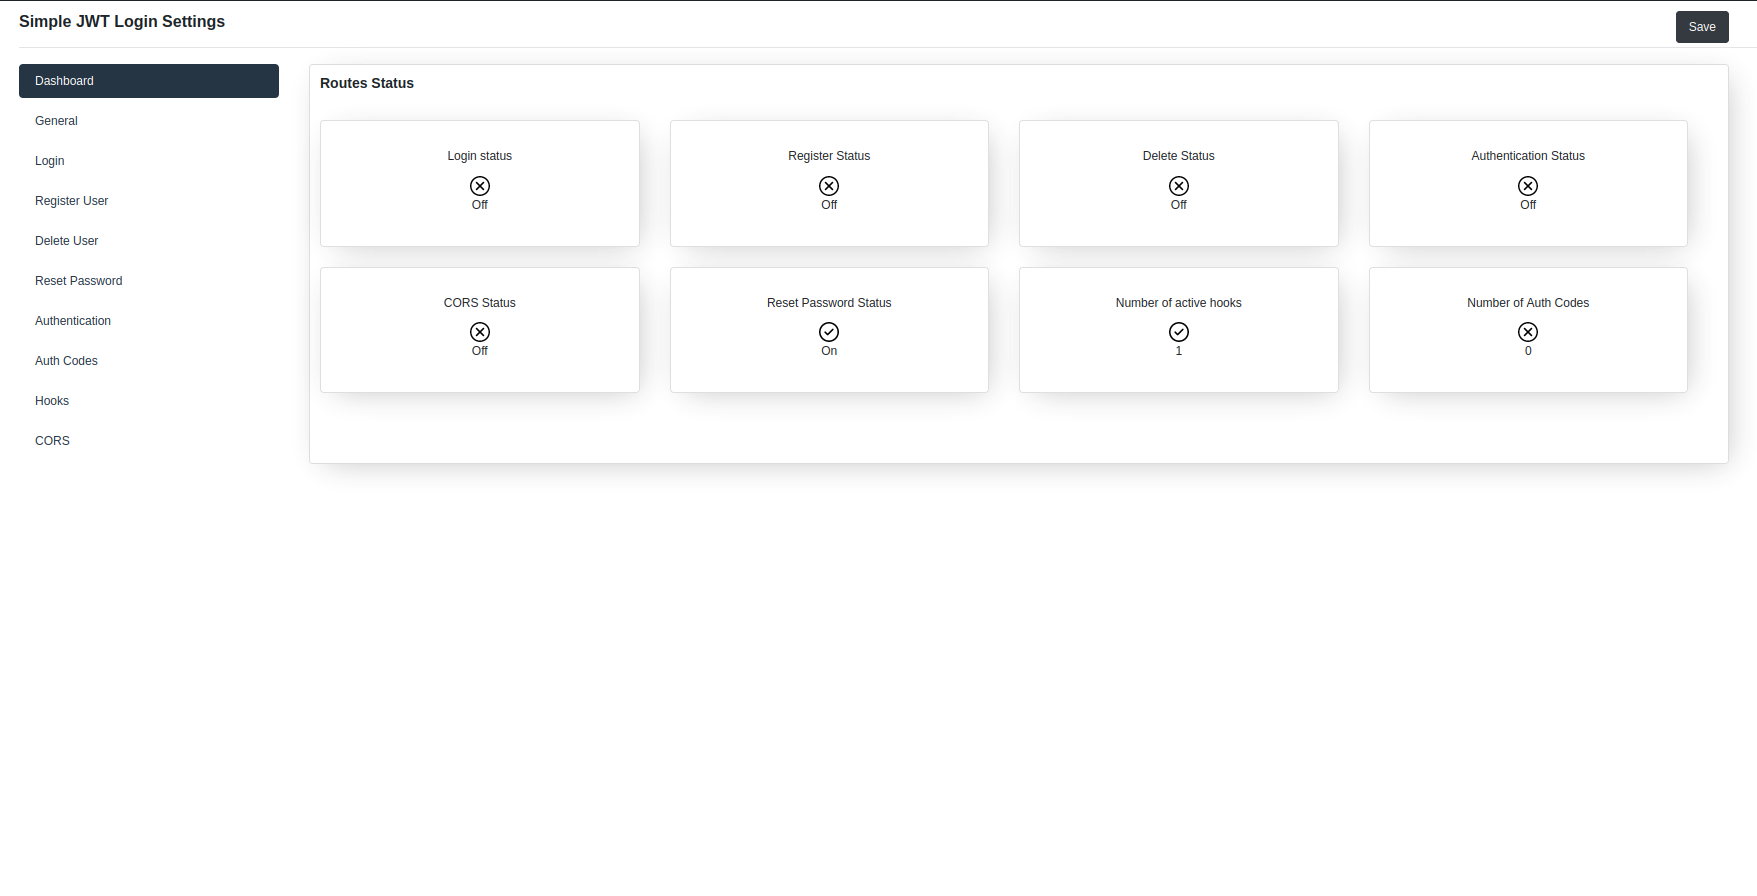 Simple JWT Login Settings
Save
Dashboard
General
Login
Register User
Delete User
Reset Password
Authentication
Auth Codes
Hooks
CORS
Routes Status
Login status
Off
Register Status
Off
Delete Status
Off
Authentication Status
Off
CORS Status
Off
Reset Password Status
On
Number of active hooks
1
Number of Auth Codes
0